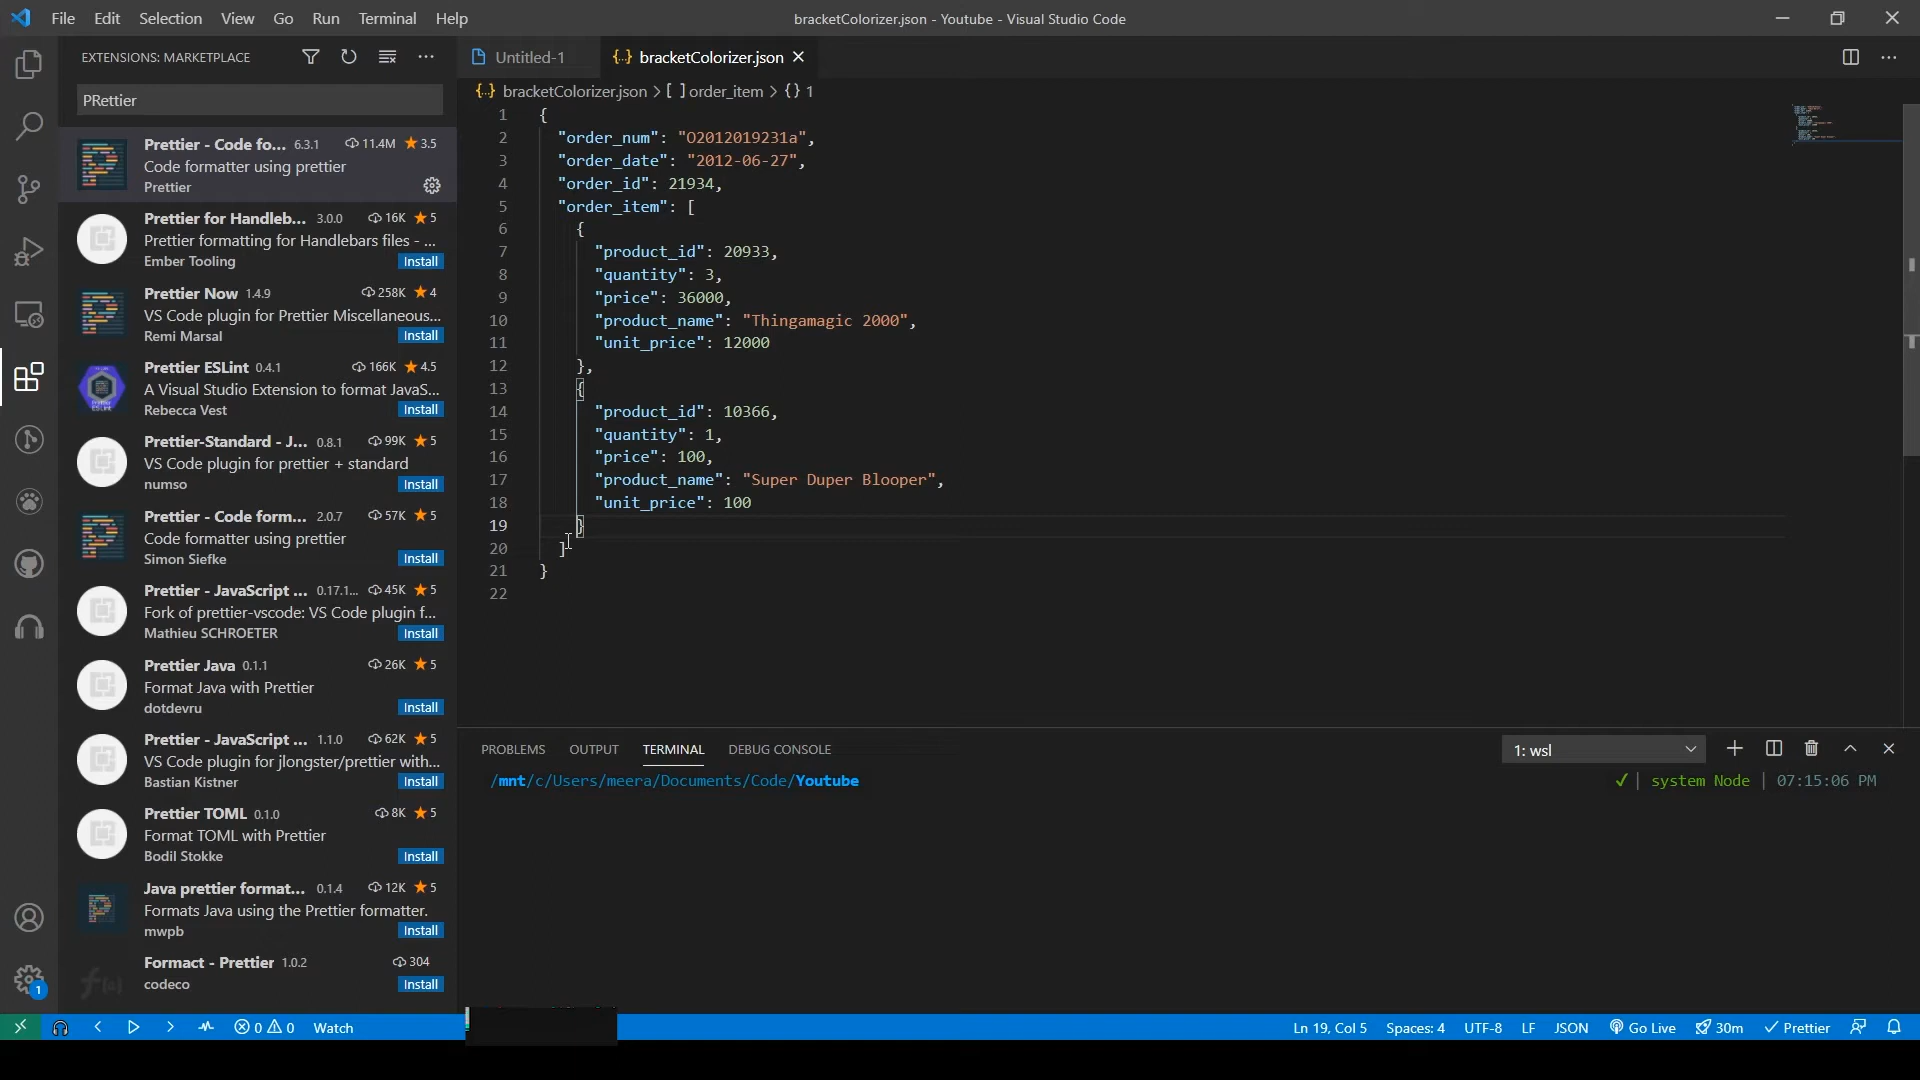 File Edit Selection View Go Run Terminal Help
bracketColorizer.json - Youtube - Visual Studio Code
EXTENSIONS: MARKETPLACE
PRettier
Prettier - Code fo... 6.3.1 11.4M 3.5
Code formatter using prettier
Prettier
Prettier for Handleb... 3.0.0 16K 5
Prettier formatting for Handlebars files - ...
Ember Tooling Install
Prettier Now 1.4.9 258K 4
VS Code plugin for Prettier Miscellaneous...
Remi Marsal Install
Prettier ESLint 0.4.1 166K 4.5
A Visual Studio Extension to format JavaS...
Rebecca Vest Install
Prettier-Standard - J... 0.8.1 99K 5
VS Code plugin for prettier + standard
numso Install
Prettier - Code form... 2.0.7 57K 5
Code formatter using prettier
Simon Siefke Install
Prettier - JavaScript ... 0.17.1... 45K 5
Fork of prettier-vscode: VS Code plugin f...
Mathieu SCHROETER Install
Prettier Java 0.1.1 26K 5
Format Java with Prettier
dotdevru Install
Prettier - JavaScript ... 1.1.0 62K 5
VS Code plugin for jlongster/prettier with...
Bastian Kistner Install
Prettier TOML 0.1.0 8K 5
Format TOML with Prettier
Bodil Stokke Install
Java prettier format... 0.1.4 12K 5
Formats Java using the Prettier formatter.
mwpb Install
Formact - Prettier 1.0.2 304
codeco Install
1
Untitled-1 {..} bracketColorizer.json
{..} bracketColorizer.json > [ ] order_item > {} 1
1 {
2 "order_num": "O2012019231a",
3 "order_date": "2012-06-27",
4 "order_id": 21934,
5 "order_item": [
6 {
7 "product_id": 20933,
8 "quantity": 3,
9 "price": 36000,
10 "product_name": "Thingamagic 2000",
11 "unit_price": 12000
12 },
13 {
14 "product_id": 10366,
15 "quantity": 1,
16 "price": 100,
17 "product_name": "Super Duper Blooper",
18 "unit_price": 100
19 }
20 ]
21 }
22
PROBLEMS OUTPUT TERMINAL DEBUG CONSOLE 1: wsl
/mnt/c/Users/meera/Documents/Code/Youtube ✓ | system Node | 07:15:06 PM
0 0 Watch Ln 19, Col 5 Spaces: 4 UTF-8 LF JSON Go Live 30m Prettier